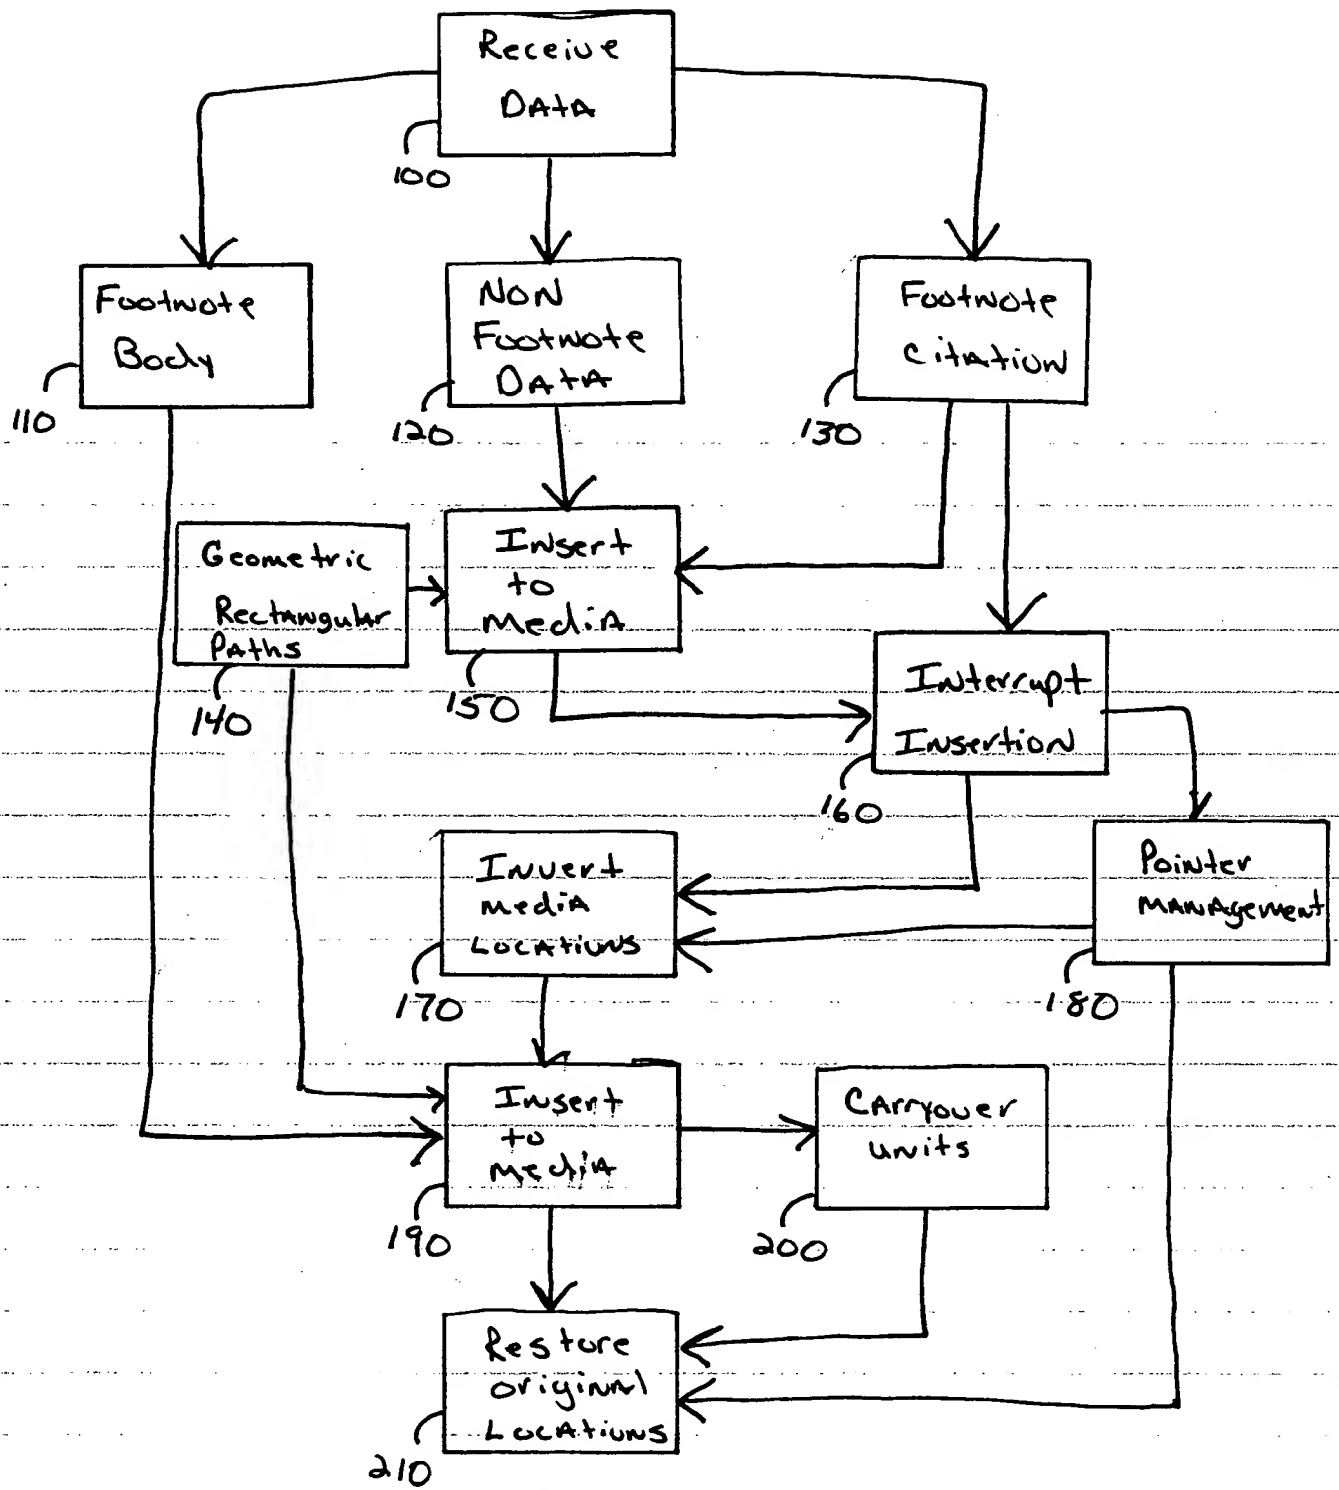 Receive
Data
100
Footnote
Body
110
Non
Footnote
Data
120
Footnote
Citation
130
Geometric
Rectangular
Paths
140
Insert
to
Media
150
Interrupt
Insertion
160
Invert
Media
Locations
170
Pointer
Management
180
Insert
to
Media
190
Carryover
Units
200
Restore
Original
Locations
210